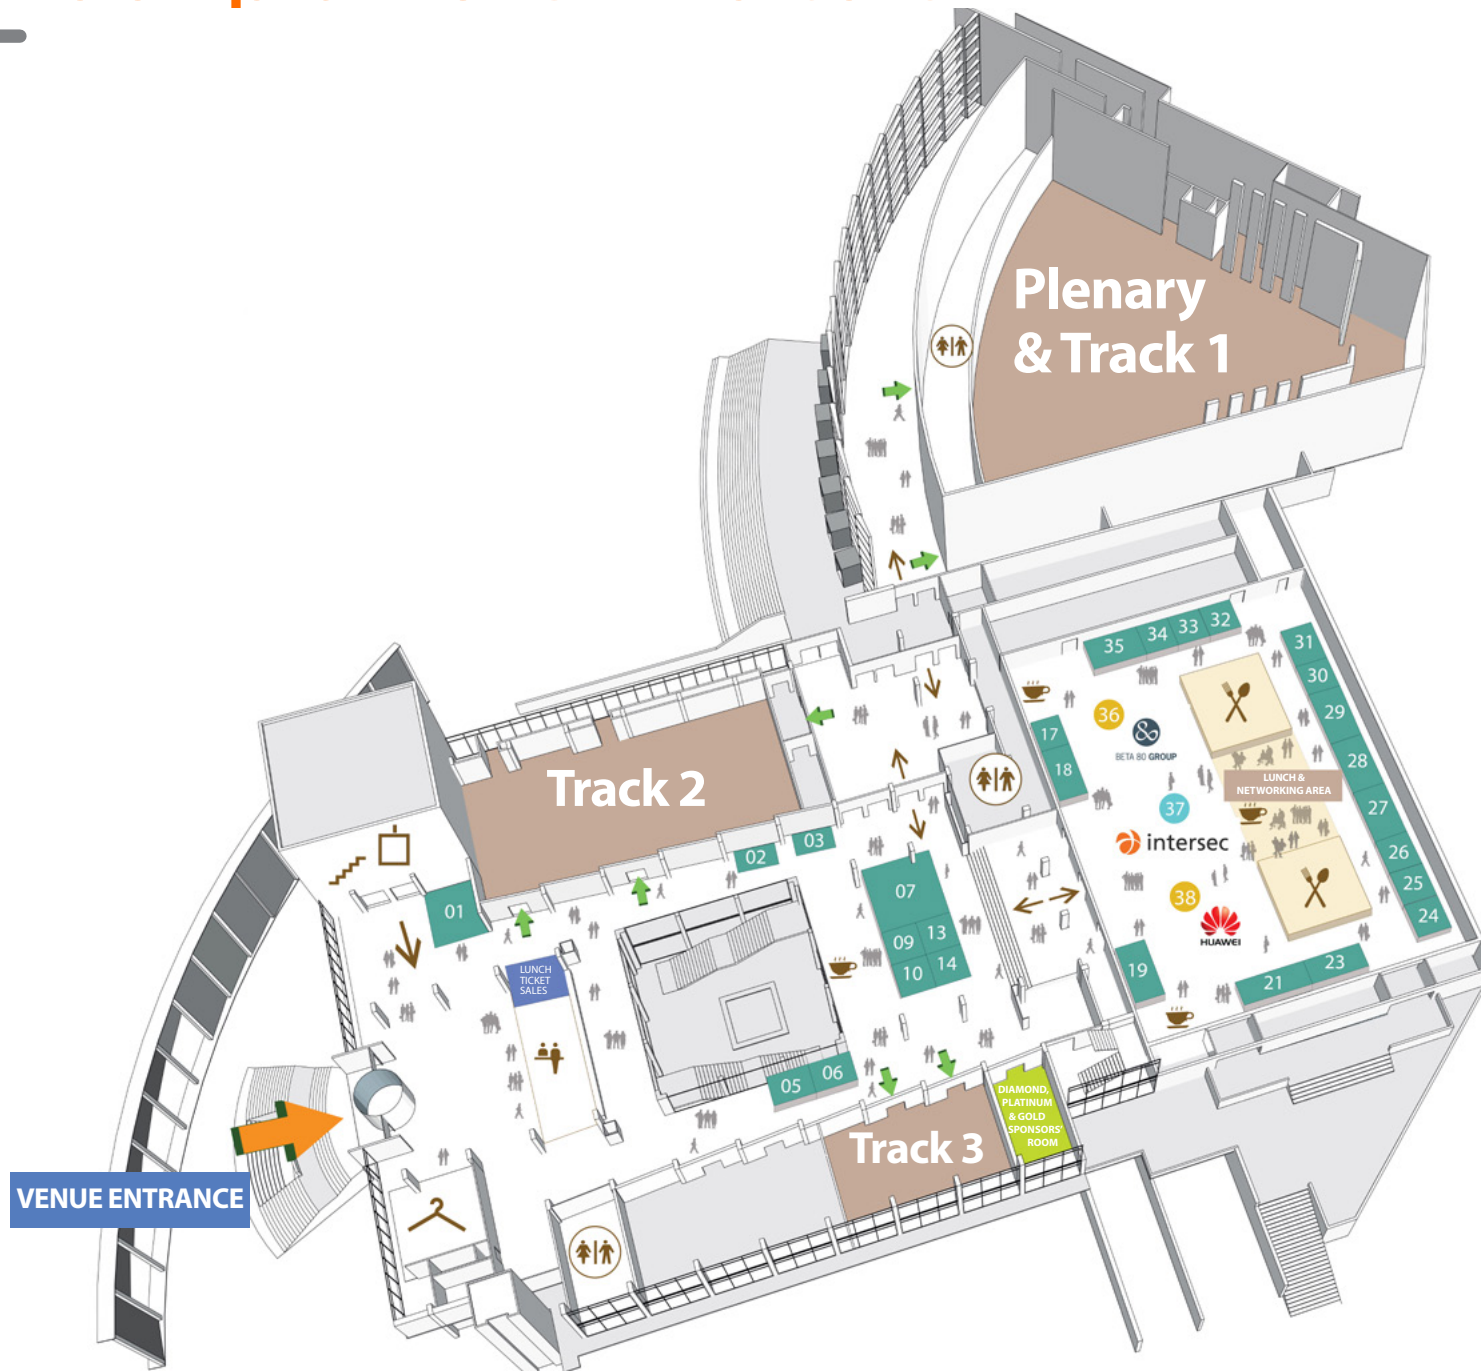 Plenary
& Track 1
35
34
33
32
31
30
29
28
27
26
25
24
23
21
19
17
18
36
&
BETA 80 GROUP
LUNCH &
NETWORKING AREA
37
intersec
38
HUAWEI
Track 2
02
03
01
07
09
13
10
14
LUNCH
TICKET
SALES
05
06
DIAMOND,
PLATINUM
& GOLD
SPONSORS'
ROOM
Track 3
VENUE ENTRANCE